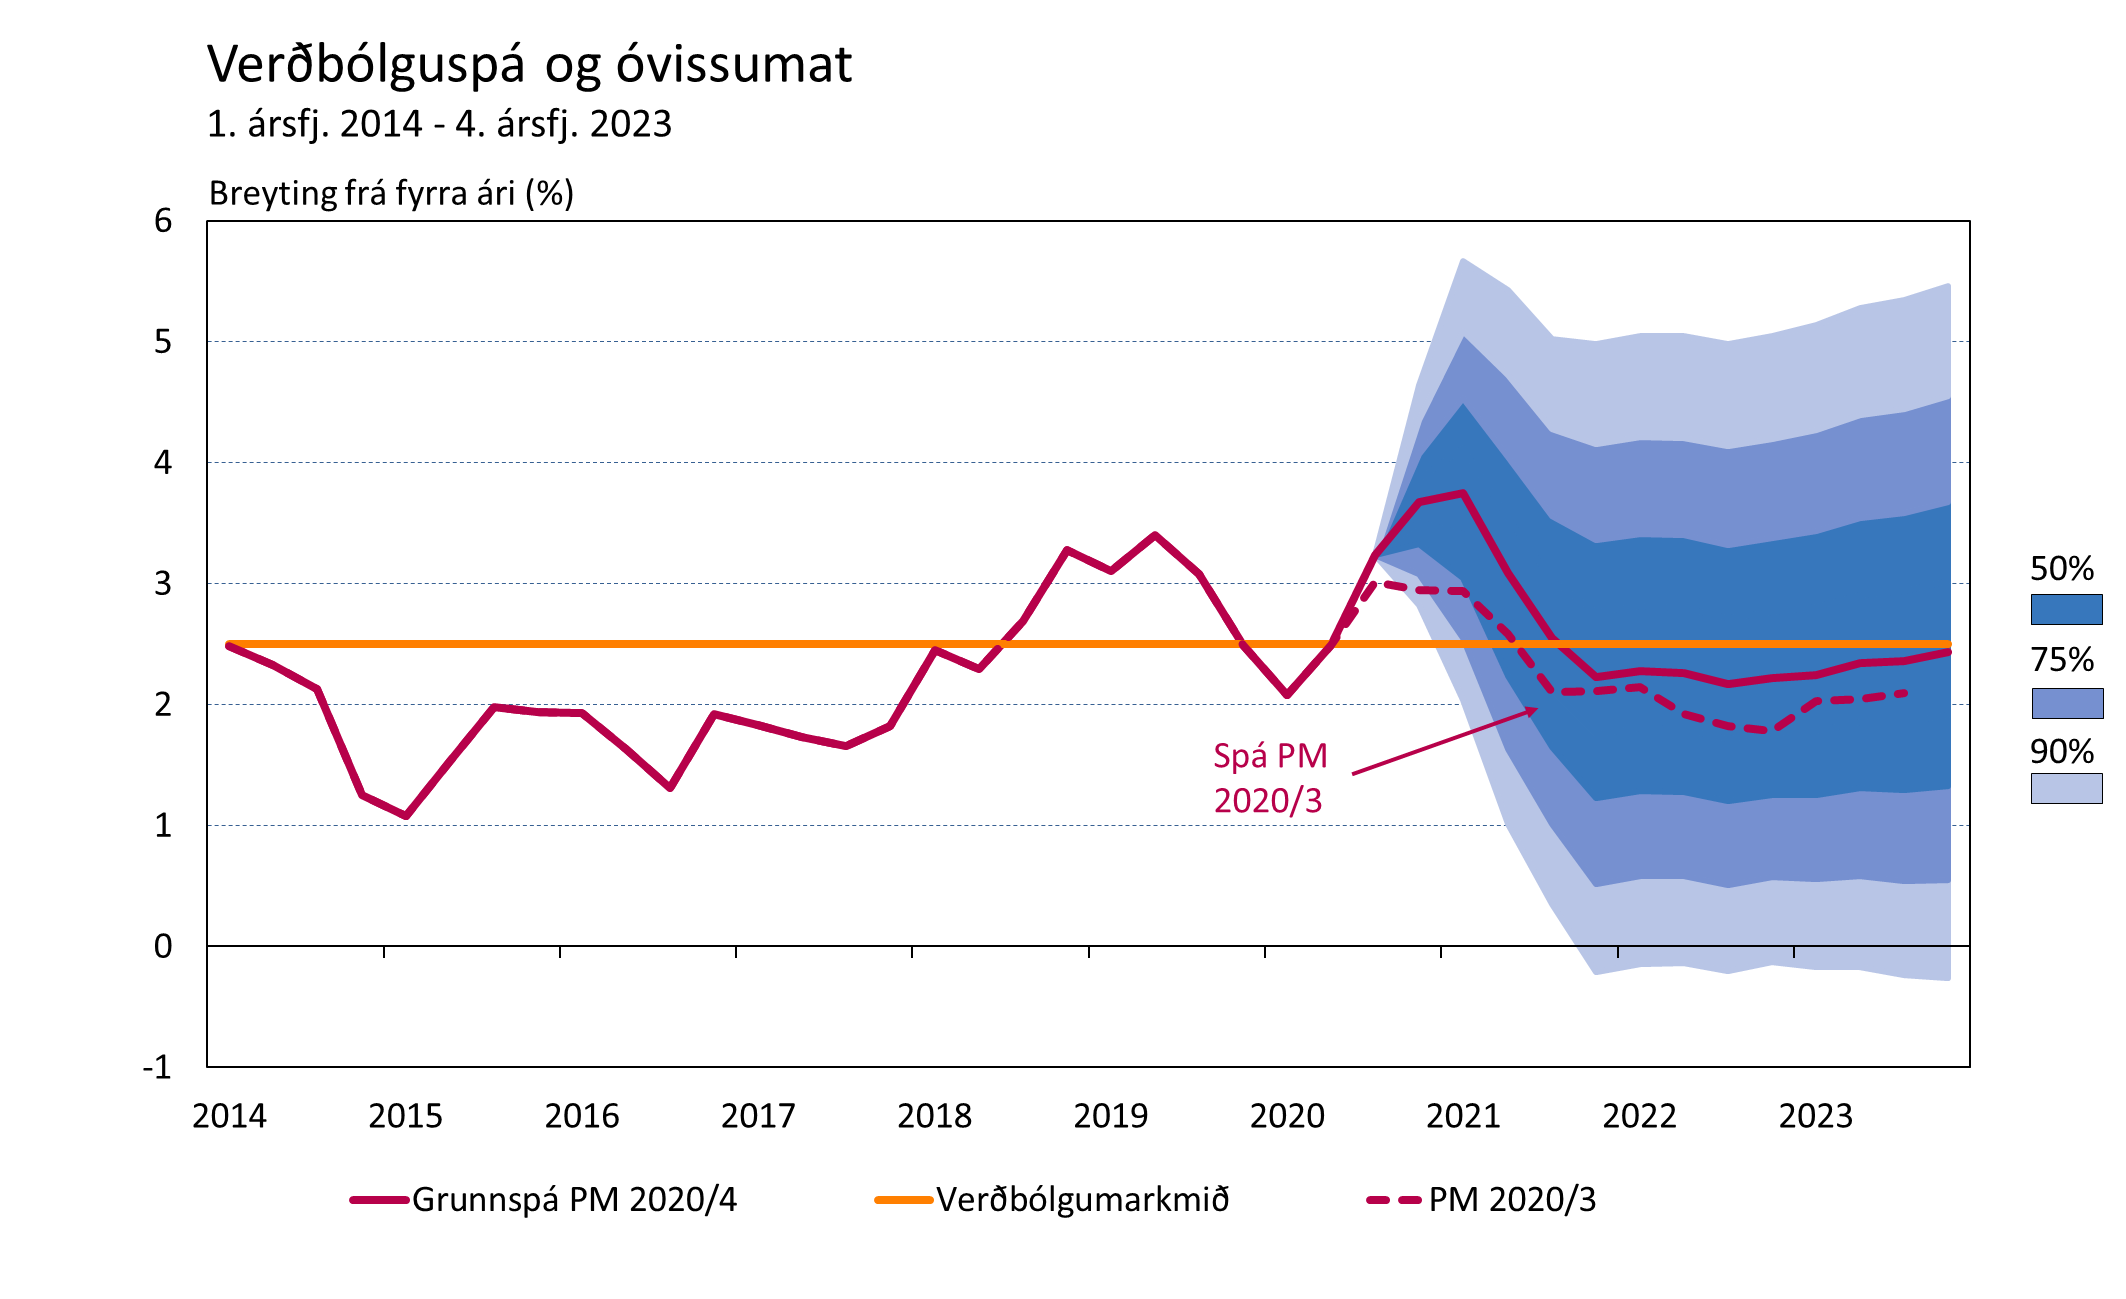 Verðbólguspá og óvissumat
1. ársfj. 2014 - 4. ársfj. 2023
Breyting frá fyrra ári (%)
6
5
4
3
2
1
0
-1
2014 2015 2016 2017 2018 2019 2020 2021 2022 2023
Spá PM
2020/3
50%
75%
90%
Grunnspá PM 2020/4 Verðbólgumarkmið PM 2020/3